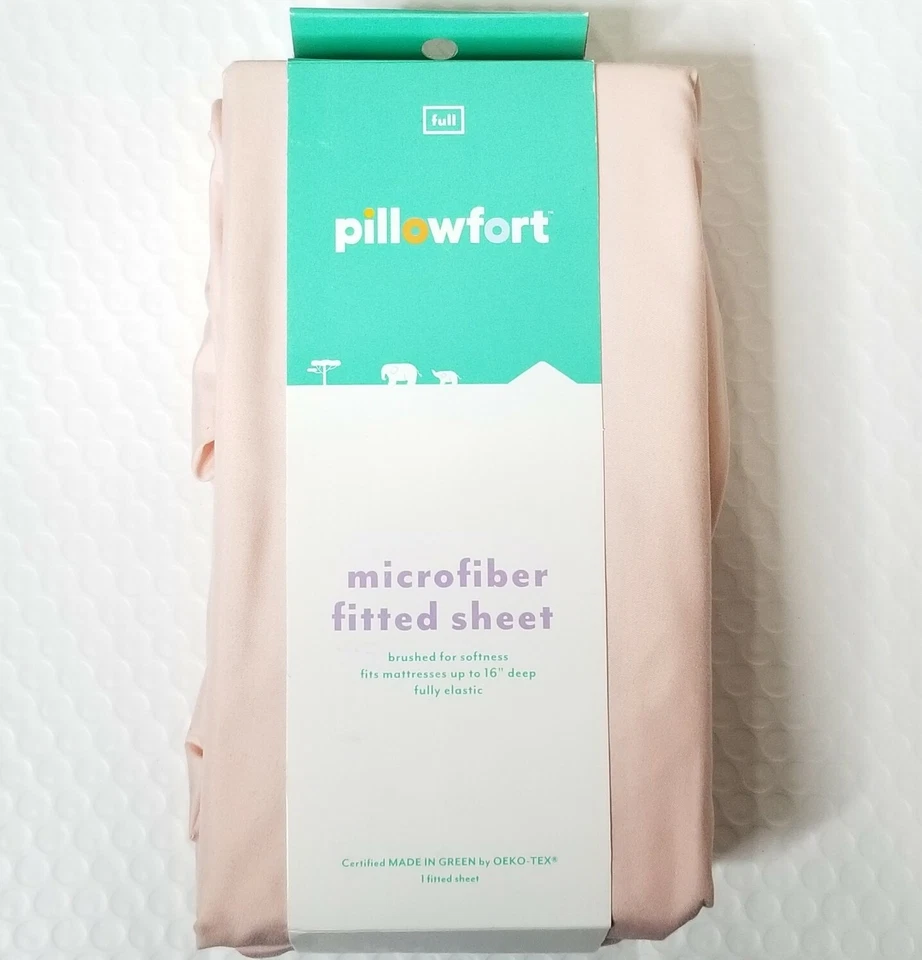 full
pillowfort™
microfiber
fitted sheet
brushed for softness
fits mattresses up to 16" deep
fully elastic
Certified MADE IN GREEN by OEKO-TEX®
1 fitted sheet